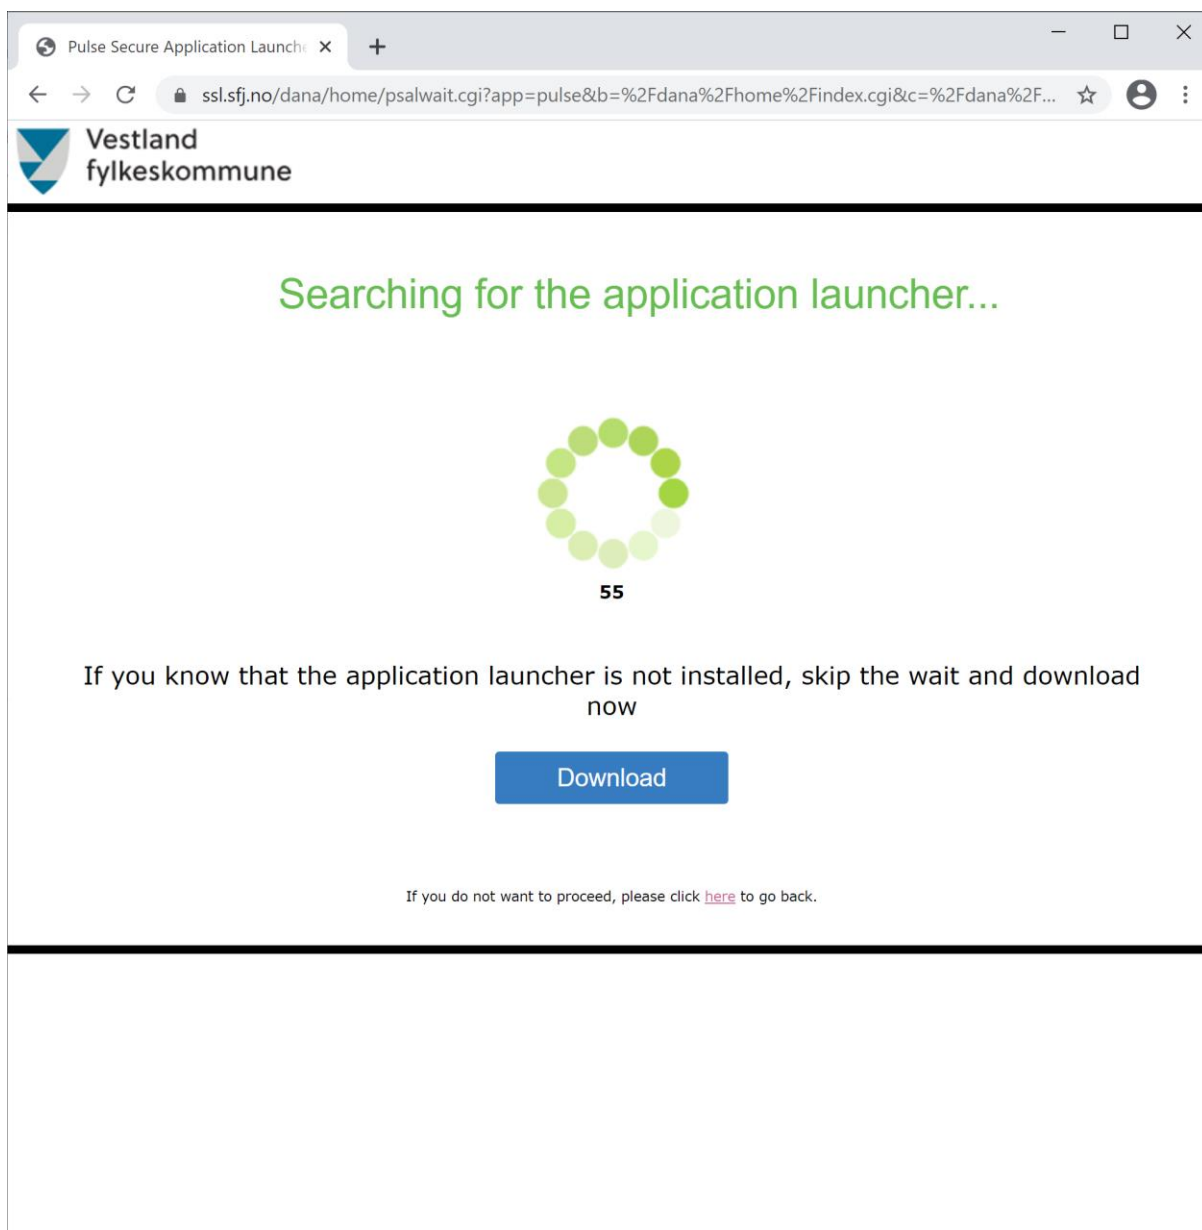 Pulse Secure Application Launche
ssl.sfj.no/dana/home/psalwait.cgi?app=pulse&b=%2Fdana%2Fhome%2Findex.cgi&c=%2Fdana%2F...
Vestland
fylkeskommune
Searching for the application launcher...
55
If you know that the application launcher is not installed, skip the wait and download
now
Download
If you do not want to proceed, please click here to go back.